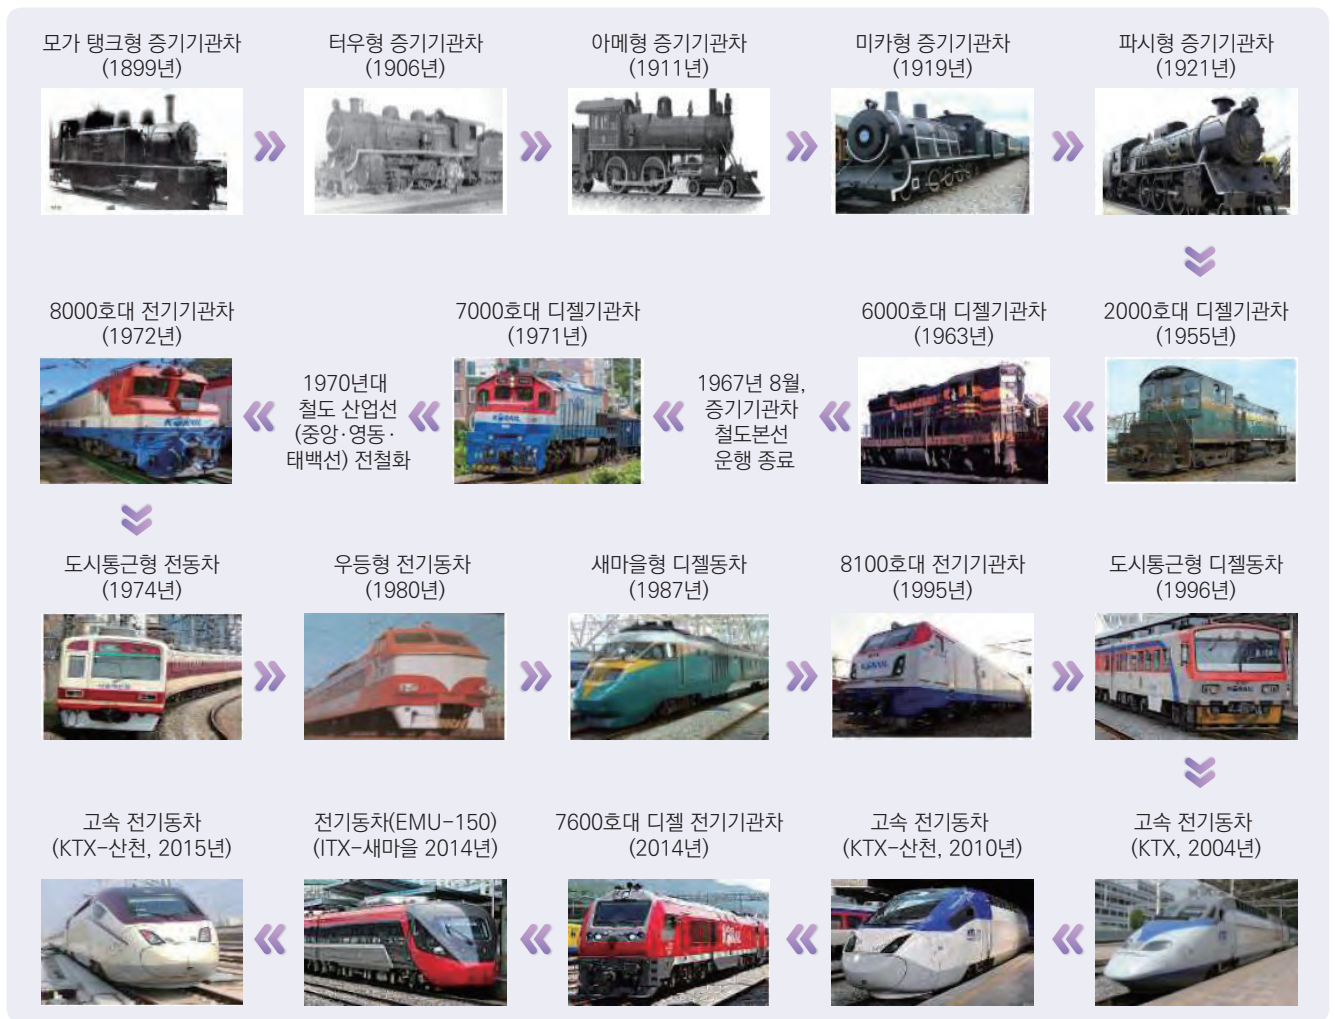 모가 탱크형 증기기관차
(1899년)
터우형 증기기관차
(1906년)
아메형 증기기관차
(1911년)
미카형 증기기관차
(1919년)
파시형 증기기관차
(1921년)
2000호대 디젤기관차
(1955년)
6000호대 디젤기관차
(1963년)
1967년 8월,
증기기관차
철도본선
운행 종료
7000호대 디젤기관차
(1971년)
KORAIL
1970년대
철도 산업선
(중앙·영동·
태백선) 전철화
8000호대 전기기관차
(1972년)
KORAIL
도시통근형 전동차
(1974년)
우등형 전기동차
(1980년)
새마을형 디젤동차
(1987년)
8100호대 전기기관차
(1995년)
KORAIL
도시통근형 디젤동차
(1996년)
KORAIL
고속 전기동차
(KTX, 2004년)
고속 전기동차
(KTX-산천, 2010년)
7600호대 디젤 전기기관차
(2014년)
KORAIL
전기동차(EMU-150)
(ITX-새마을 2014년)
고속 전기동차
(KTX-산천, 2015년)